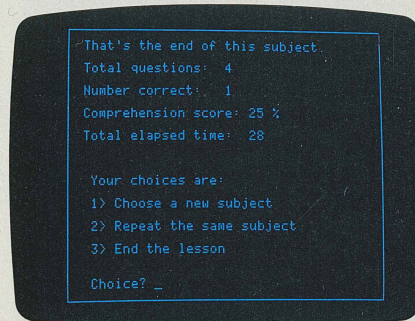 That's the end of this subject.
Total questions: 4
Number correct: 1
Comprehension score: 25 %
Total elapsed time: 28
Your choices are:
1> Choose a new subject
2> Repeat the same subject
3> End the lesson
Choice? _